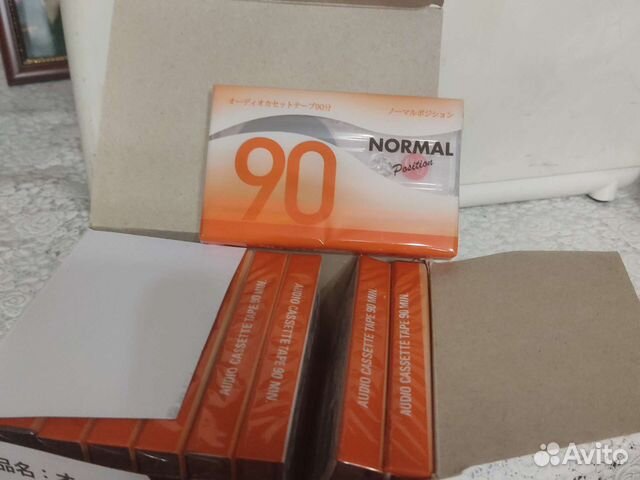 オーディオカセットテープ90分 ノーマルポジション
90
NORMAL
Position
AUDIO CASSETTE TAPE 90 MIN.
AUDIO CASSETTE TAPE 90 MIN.
AUDIO CASSETTE TAPE 90 MIN.
AUDIO CASSETTE TAPE 90 MIN.
品名：オ
Avito